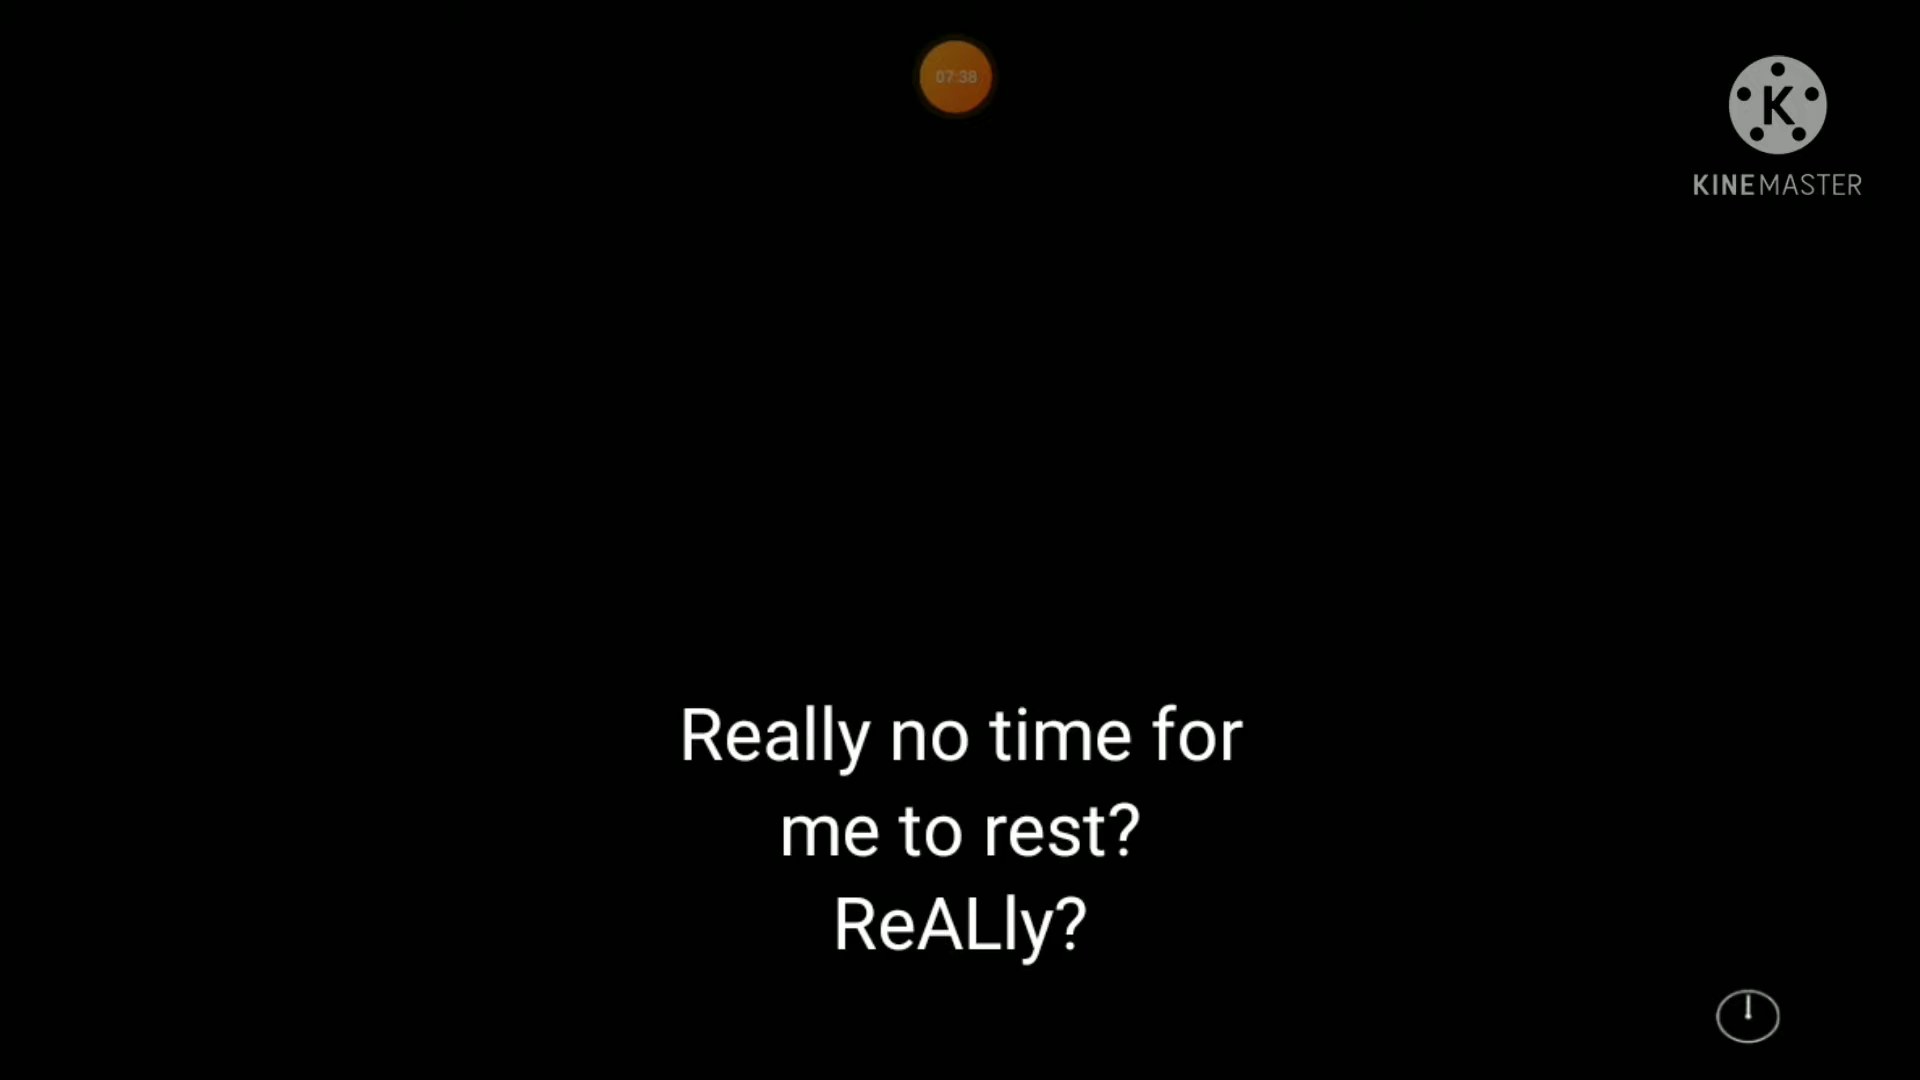 07:38
K
KINEMASTER
Really no time for
me to rest?
ReALly?